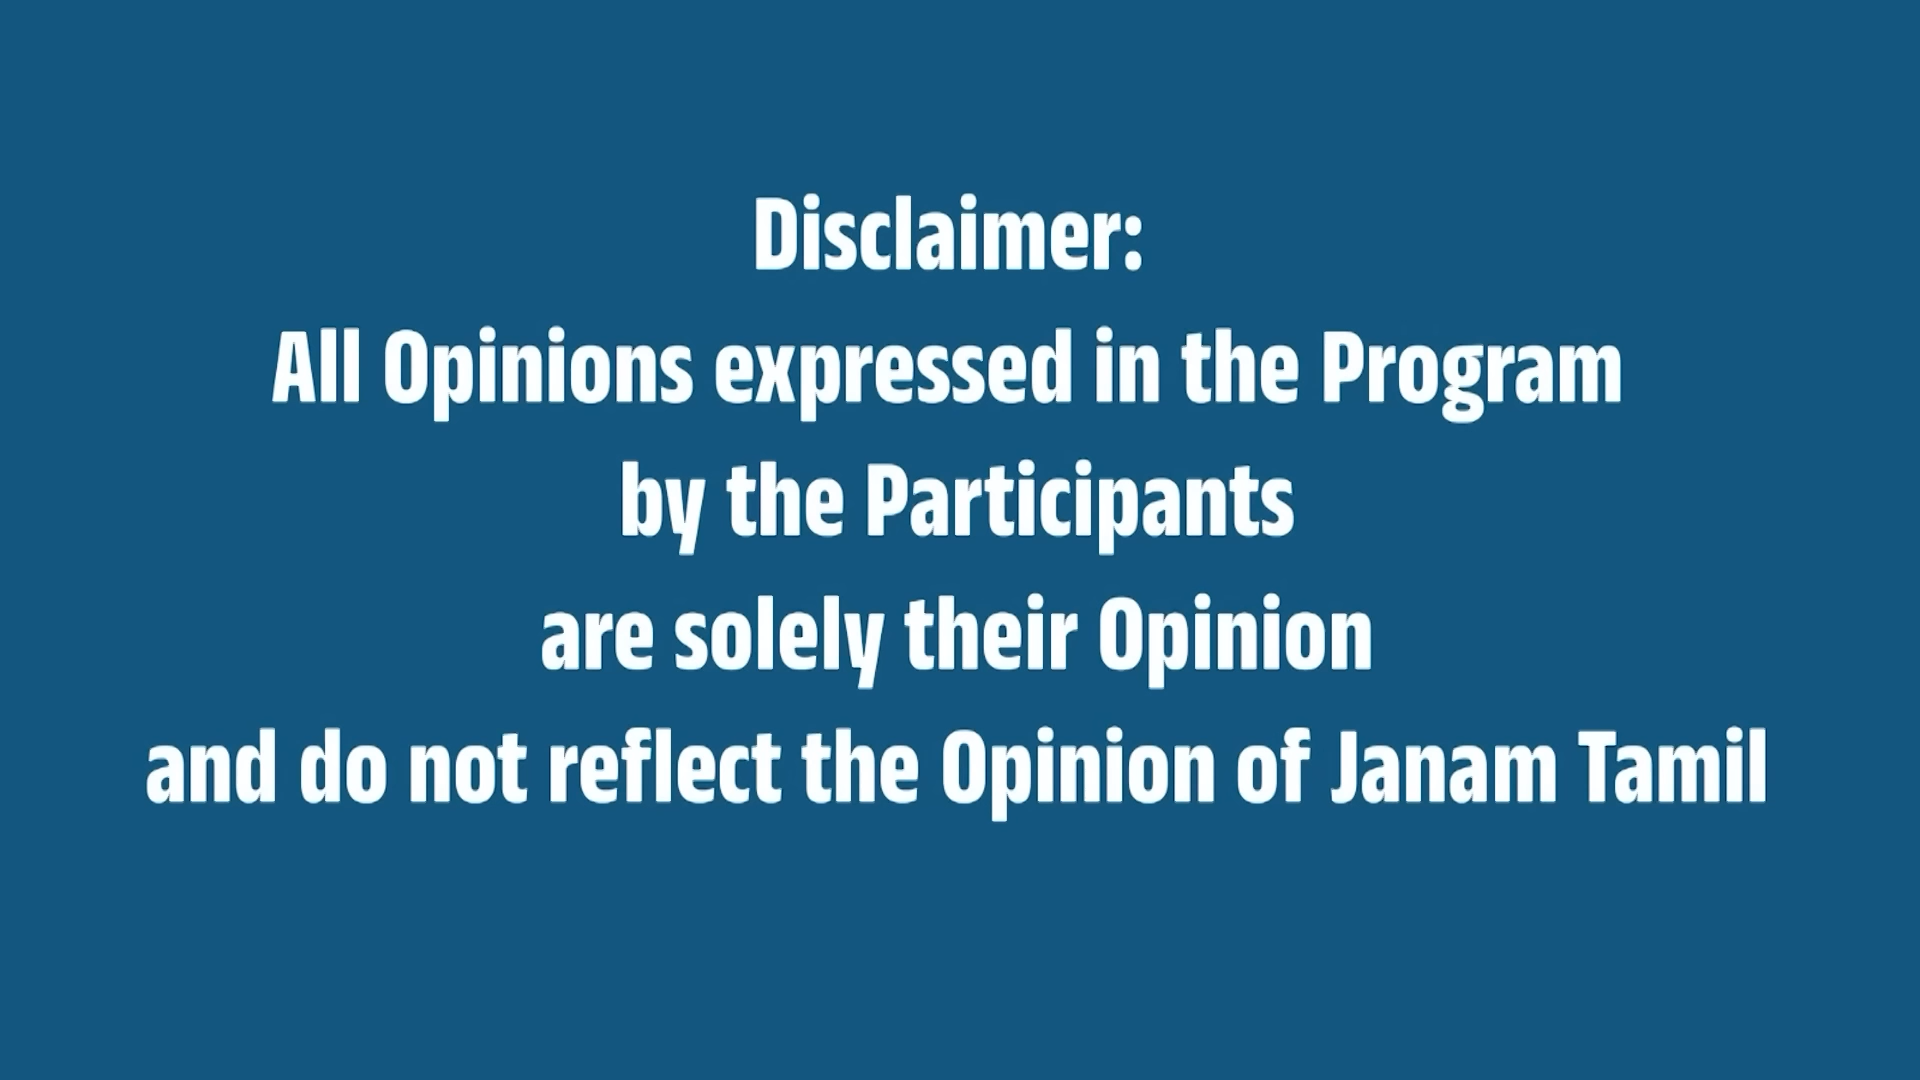 Disclaimer:
All Opinions expressed in the Program
by the Participants
are solely their Opinion
and do not reflect the Opinion of Janam Tamil